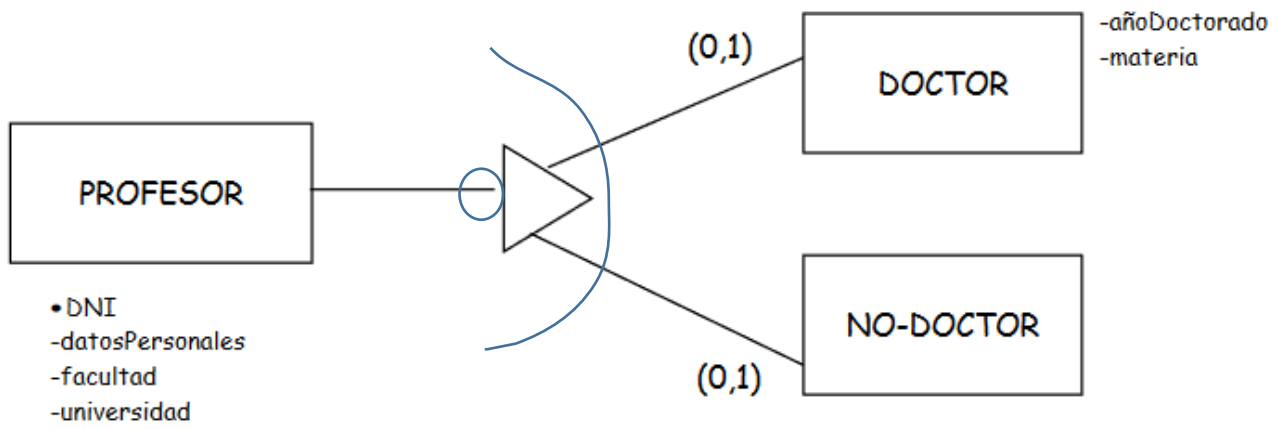 -añoDoctorado
-materia
(0,1)
DOCTOR
PROFESOR
•DNI
-datosPersonales
-facultad
-universidad
NO-DOCTOR
(0,1)